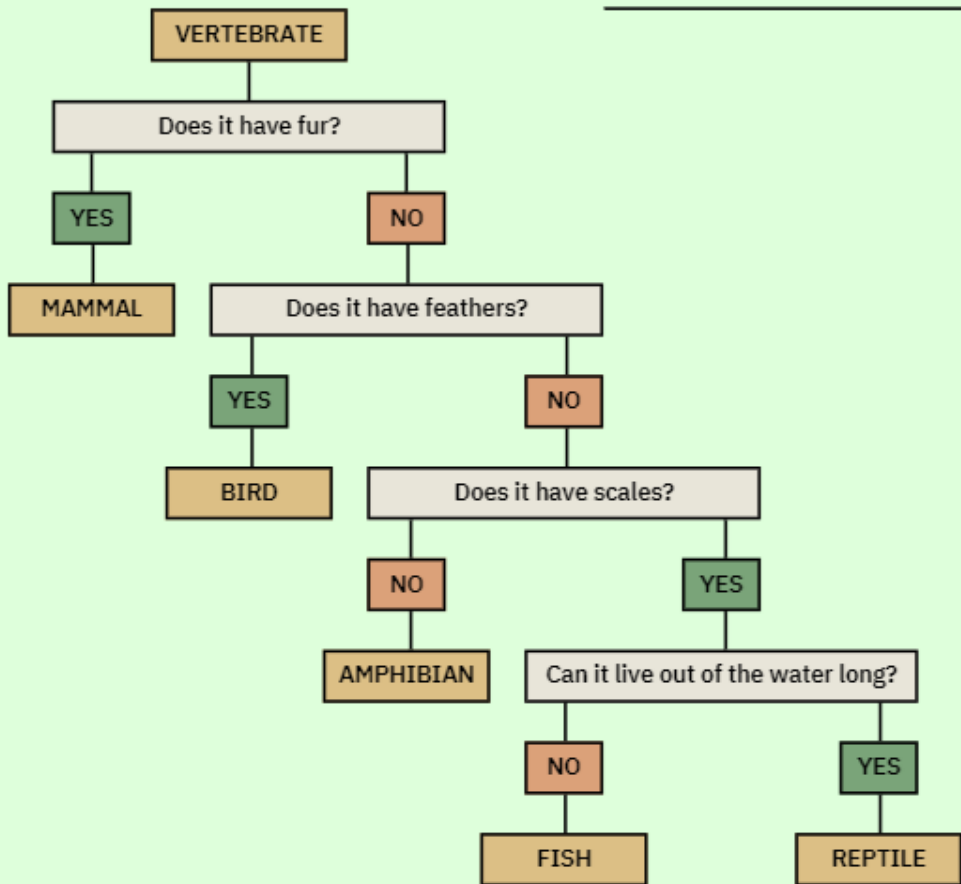 VERTEBRATE
Does it have fur?
YES
NO
MAMMAL
Does it have feathers?
YES
NO
BIRD
Does it have scales?
NO
YES
AMPHIBIAN
Can it live out of the water long?
NO
YES
FISH
REPTILE